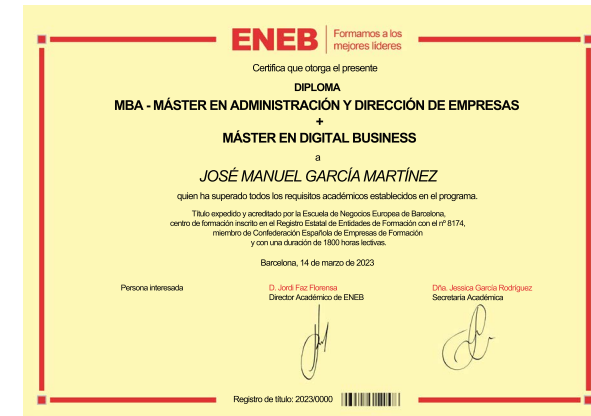 ENEB
Formamos a los
mejores líderes
Certifica que otorga el presente
DIPLOMA
MBA - MÁSTER EN ADMINISTRACIÓN Y DIRECCIÓN DE EMPRESAS
+
MÁSTER EN DIGITAL BUSINESS
a
JOSÉ MANUEL GARCÍA MARTÍNEZ
quien ha superado todos los requisitos académicos establecidos en el programa.
Título expedido y acreditado por la Escuela de Negocios Europea de Barcelona,
centro de formación inscrito en el Registro Estatal de Entidades de Formación con el nº 8174,
miembro de Confederación Española de Empresas de Formación
y con una duración de 1800 horas lectivas.
Barcelona, 14 de marzo de 2023
Persona interesada
D. Jordi Faz Florensa
Director Académico de ENEB
Dña. Jessica García Rodríguez
Secretaria Académica
Registro de título: 2023/0000